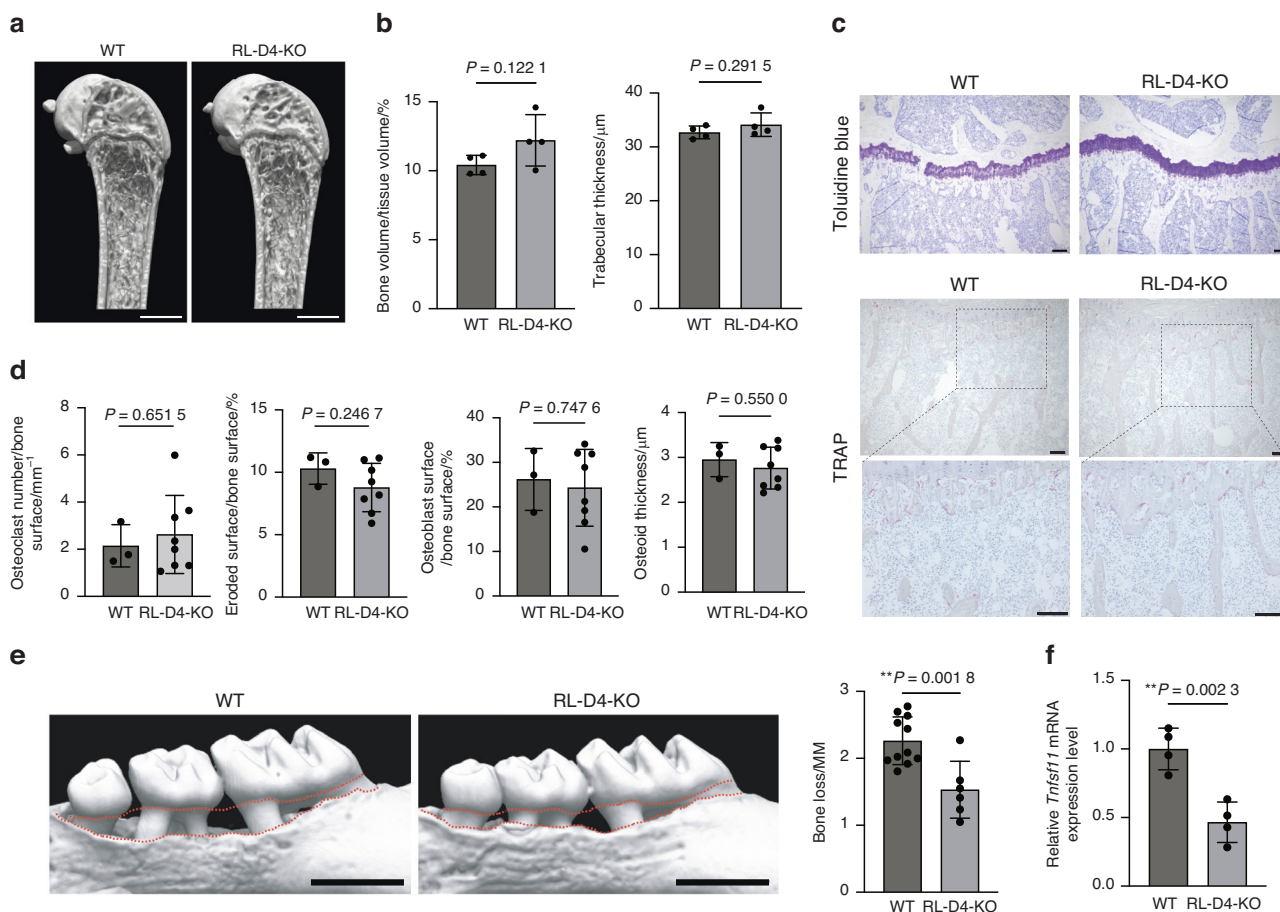 a
WT
RL-D4-KO
b
P = 0.122 1
Bone volume/tissue volume/%
15
10
5
0
WT
RL-D4-KO
P = 0.291 5
Trabecular thickness/μm
40
30
20
10
0
WT
RL-D4-KO
c
WT
RL-D4-KO
Toluidine blue
WT
RL-D4-KO
TRAP
d
P = 0.651 5
Osteoclast number/bone
surface/mm⁻¹
8
6
4
2
0
WT
RL-D4-KO
P = 0.246 7
Eroded surface/bone surface/%
15
10
5
0
WT
RL-D4-KO
P = 0.747 6
Osteoblast surface
/bone surface/%
40
30
20
10
0
WT
RL-D4-KO
P = 0.550 0
Osteoid thickness/μm
4
3
2
1
0
WT
RL-D4-KO
e
WT
RL-D4-KO
**P = 0.001 8
Bone loss/MM
3
2
1
0
WT
RL-D4-KO
f
**P = 0.002 3
Relative Tnfsf11 mRNA
expression level
1.5
1.0
0.5
0.0
WT
RL-D4-KO